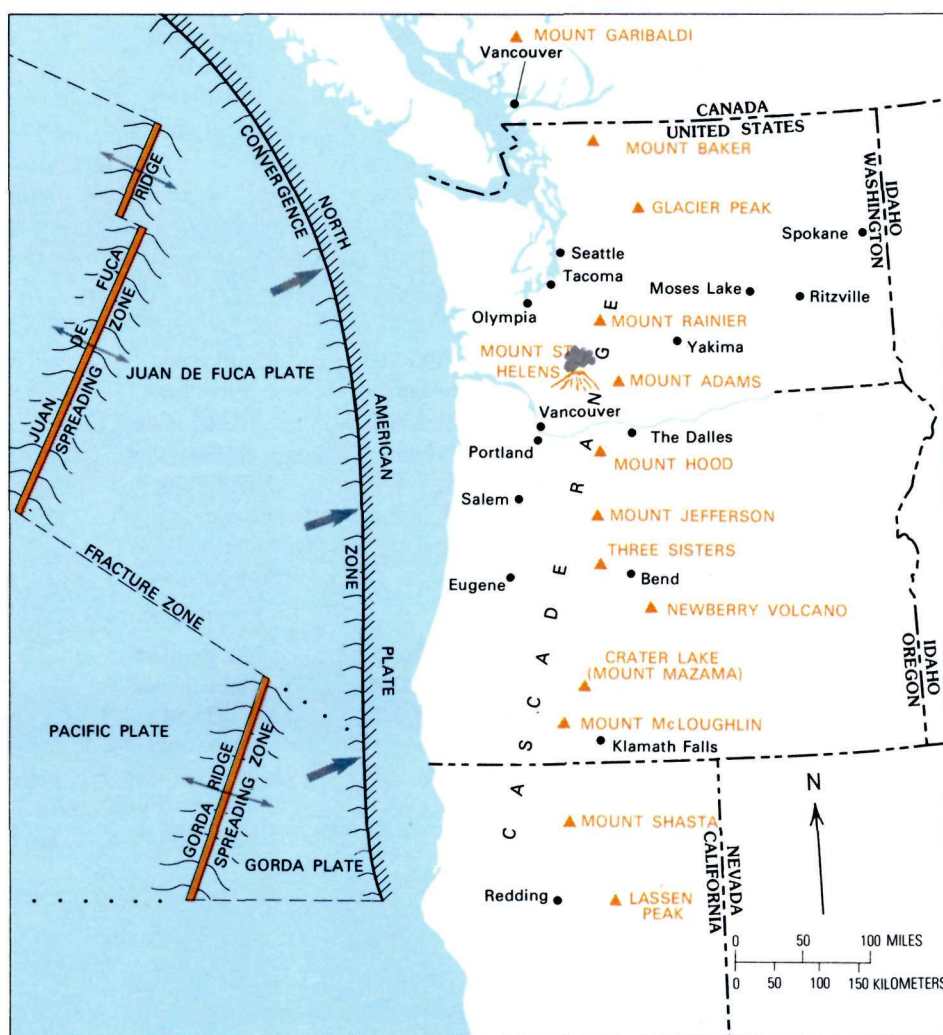 MOUNT GARIBALDI
Vancouver
CANADA
UNITED STATES
MOUNT BAKER
IDAHO
WASHINGTON
GLACIER PEAK
Spokane
Seattle
Tacoma
Moses Lake
Ritzville
Olympia
MOUNT RAINIER
Yakima
MOUNT ST.
HELENS
MOUNT ADAMS
Vancouver
Portland
The Dalles
MOUNT HOOD
Salem
MOUNT JEFFERSON
THREE SISTERS
Eugene
Bend
NEWBERRY VOLCANO
CRATER LAKE
(MOUNT MAZAMA)
MOUNT McLOUGHLIN
Klamath Falls
IDAHO
OREGON
CASCADE RANGE
MOUNT SHASTA
NEVADA
CALIFORNIA
Redding
LASSEN
PEAK
N
0 50 100 MILES
0 50 100 150 KILOMETERS
CONVERGENCE ZONE
NORTH AMERICAN PLATE
JUAN DE FUCA RIDGE
SPREADING ZONE
JUAN DE FUCA PLATE
FRACTURE ZONE
PACIFIC PLATE
GORDA RIDGE
SPREADING ZONE
GORDA PLATE